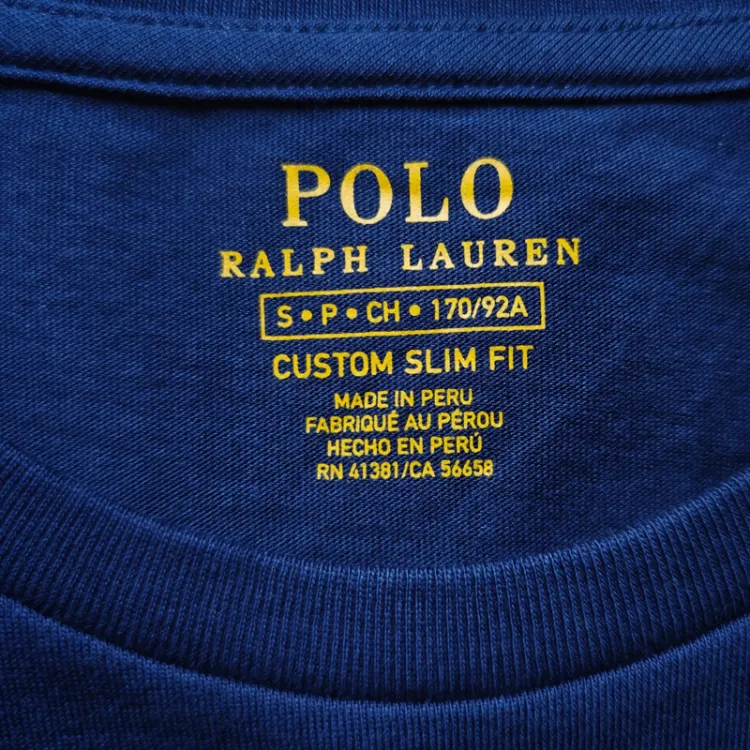 POLO
RALPH LAUREN
S • P • CH • 170/92A
CUSTOM SLIM FIT
MADE IN PERU
FABRIQUÉ AU PÉROU
HECHO EN PERÚ
RN 41381/CA 56658